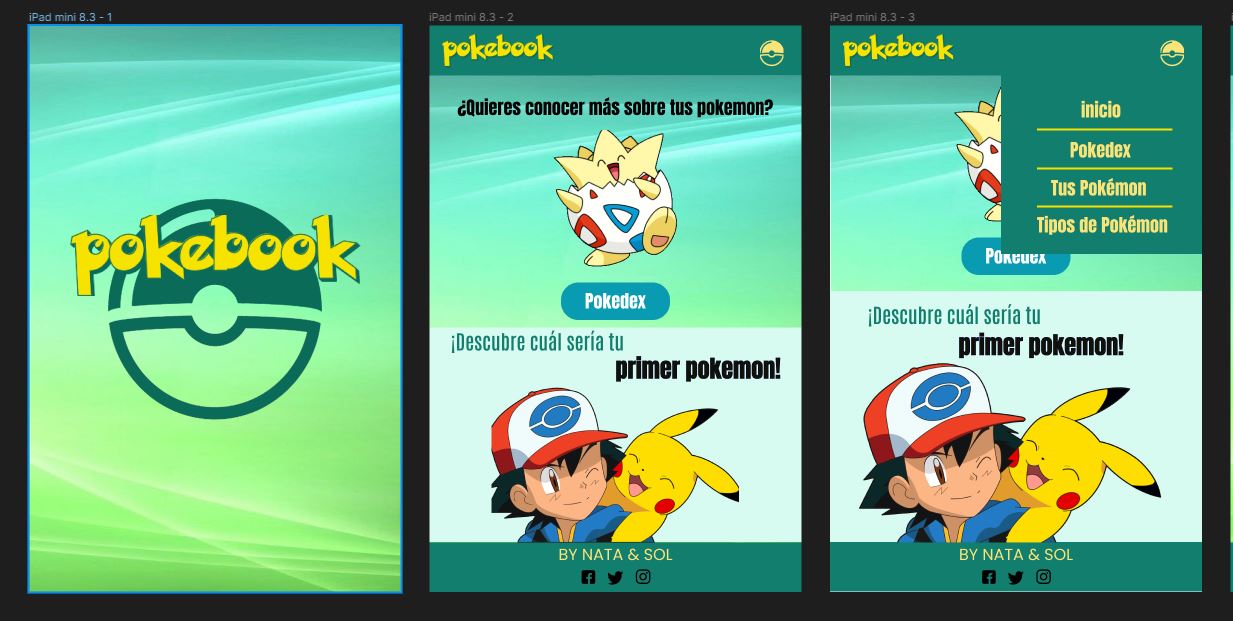 iPad mini 8.3 - 1
pokebook
iPad mini 8.3 - 2
pokebook
¿Quieres conocer más sobre tus pokemon?
Pokedex
¡Descubre cuál sería tu
primer pokemon!
BY NATA & SOL
iPad mini 8.3 - 3
pokebook
inicio
Pokedex
Tus Pokémon
Tipos de Pokémon
Pokedex
¡Descubre cuál sería tu
primer pokemon!
BY NATA & SOL